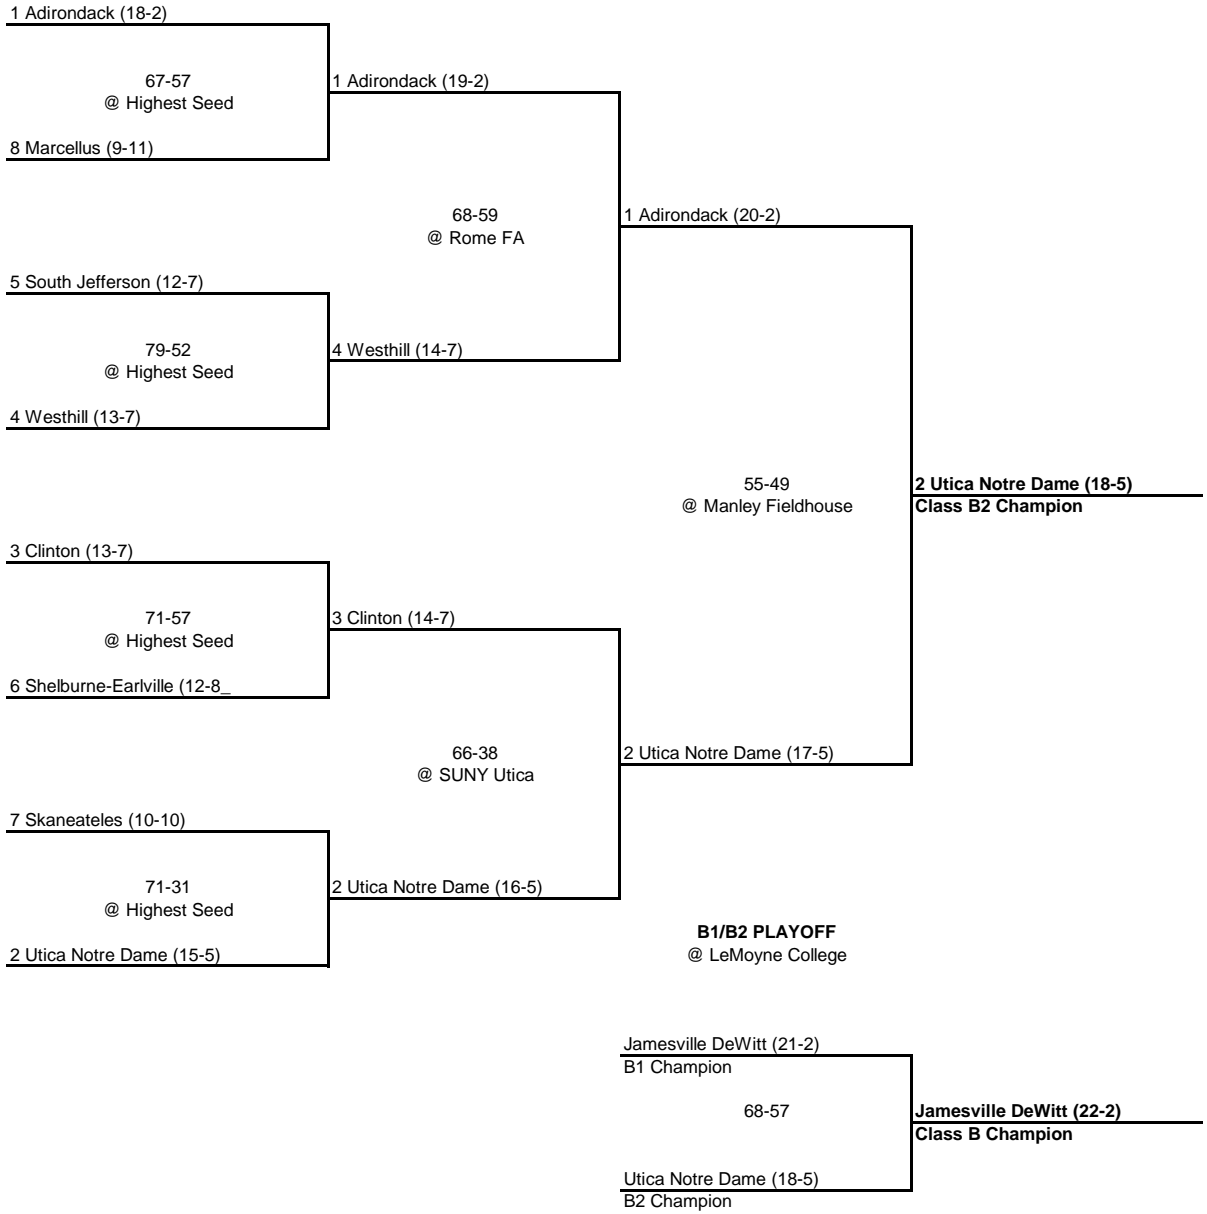 1 Adirondack (18-2)
67-57
@ Highest Seed
1 Adirondack (19-2)
8 Marcellus (9-11)
68-59
@ Rome FA
1 Adirondack (20-2)
5 South Jefferson (12-7)
79-52
@ Highest Seed
4 Westhill (14-7)
4 Westhill (13-7)
55-49
@ Manley Fieldhouse
2 Utica Notre Dame (18-5)
Class B2 Champion
3 Clinton (13-7)
71-57
@ Highest Seed
3 Clinton (14-7)
6 Shelburne-Earlville (12-8_
66-38
@ SUNY Utica
2 Utica Notre Dame (17-5)
7 Skaneateles (10-10)
71-31
@ Highest Seed
2 Utica Notre Dame (16-5)
2 Utica Notre Dame (15-5)
B1/B2 PLAYOFF
@ LeMoyne College
Jamesville DeWitt (21-2)
B1 Champion
68-57
Jamesville DeWitt (22-2)
Class B Champion
Utica Notre Dame (18-5)
B2 Champion